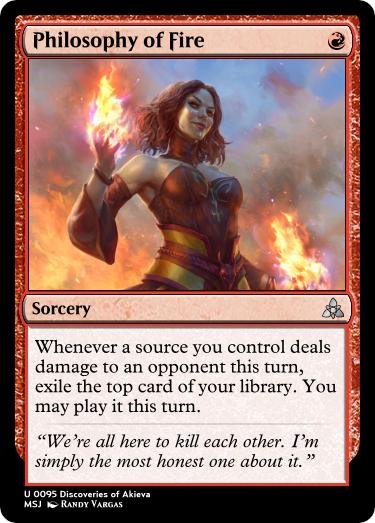 Philosophy of Fire
Sorcery
Whenever a source you control deals
damage to an opponent this turn,
exile the top card of your library. You
may play it this turn.
“We’re all here to kill each other. I’m
simply the most honest one about it.”
U 0095 Discoveries of Akieva
MSJ Randy Vargas